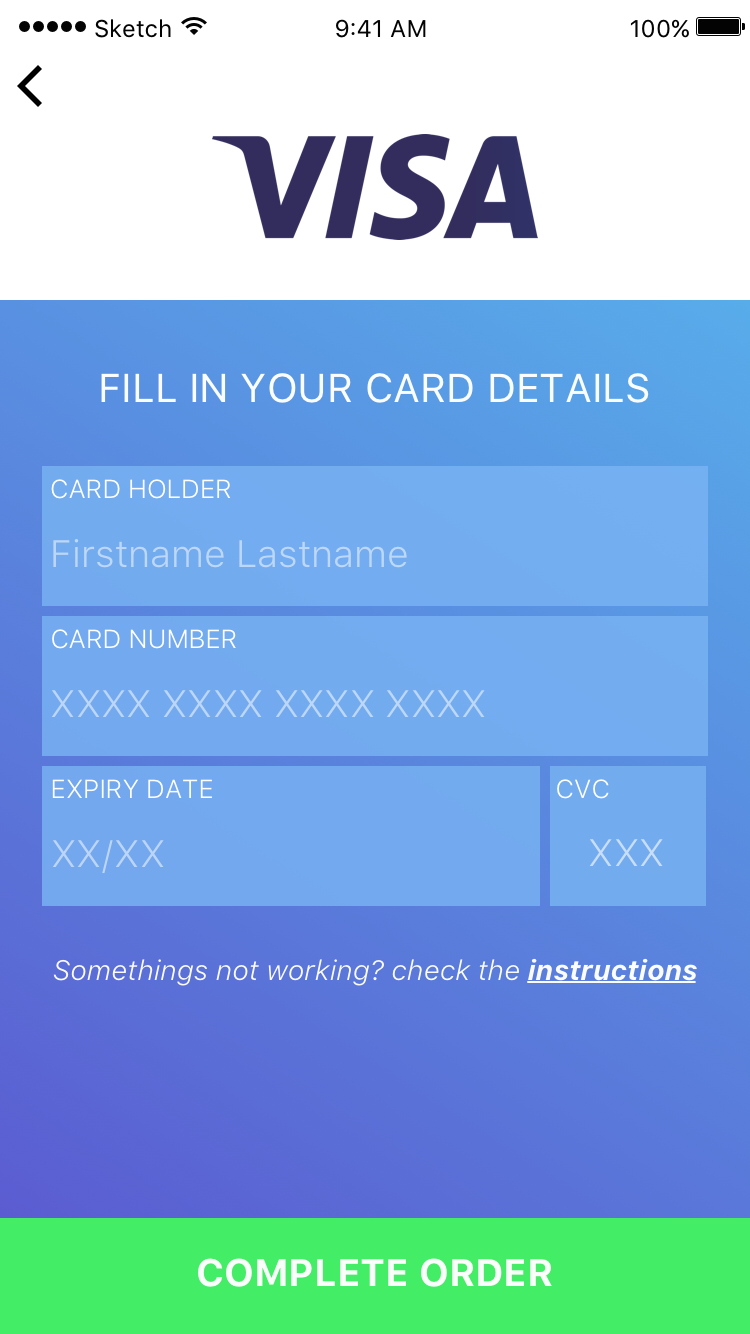 Sketch 9:41 AM 100%
VISA
FILL IN YOUR CARD DETAILS
CARD HOLDER
Firstname Lastname
CARD NUMBER
XXXX XXXX XXXX XXXX
EXPIRY DATE
XX/XX
CVC
XXX
Somethings not working? check the instructions
COMPLETE ORDER